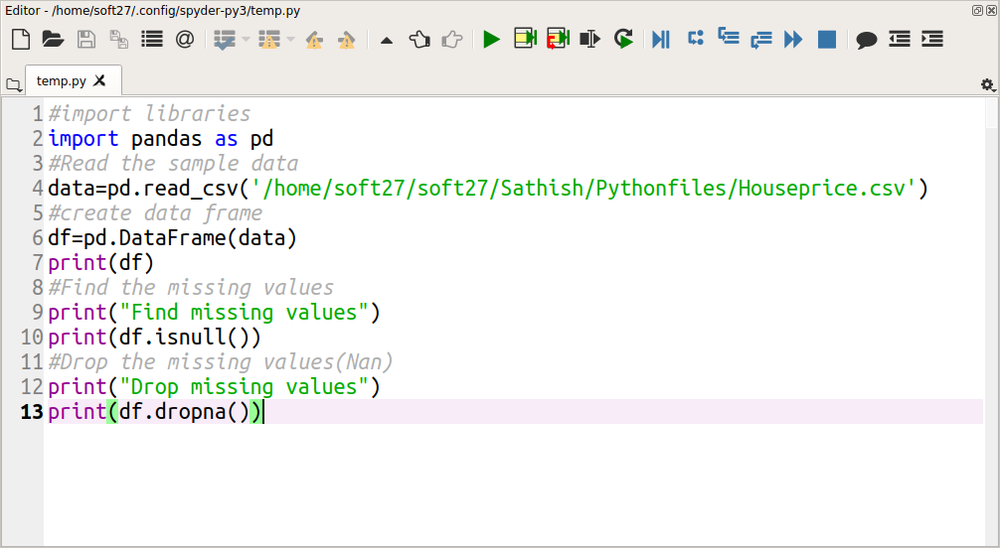 Editor - /home/soft27/.config/spyder-py3/temp.py
temp.py
1 #import libraries
2 import pandas as pd
3 #Read the sample data
4 data=pd.read_csv('/home/soft27/soft27/Sathish/Pythonfiles/Houseprice.csv')
5 #create data frame
6 df=pd.DataFrame(data)
7 print(df)
8 #Find the missing values
9 print("Find missing values")
10 print(df.isnull())
11 #Drop the missing values(Nan)
12 print("Drop missing values")
13 print(df.dropna())